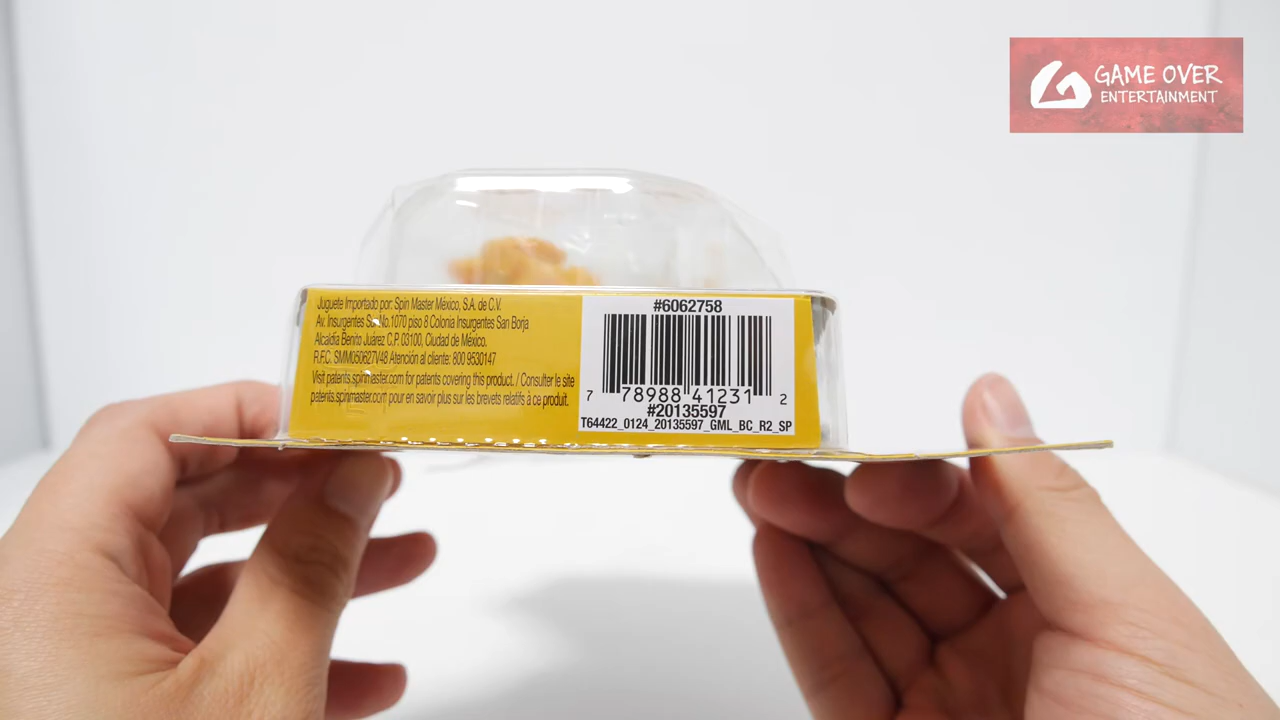 GAME OVER
ENTERTAINMENT
Juguete Importado por: Spin Master México, S.A. de C.V.
Av. Insurgentes Sur No.1070 piso 8 Colonia Insurgentes San Borja
Alcaldía Benito Juárez C.P. 03100, Ciudad de México.
R.F.C. SMM050627V48 Atención al cliente: 800 9530147
Visit patents.spinmaster.com for patents covering this product. / Consulter le site
patents.spinmaster.com pour en savoir plus sur les brevets relatifs à ce produit.
#6062758
7 78988 41231 2
#20135597
T64422_0124_20135597_GML_BC_R2_SP